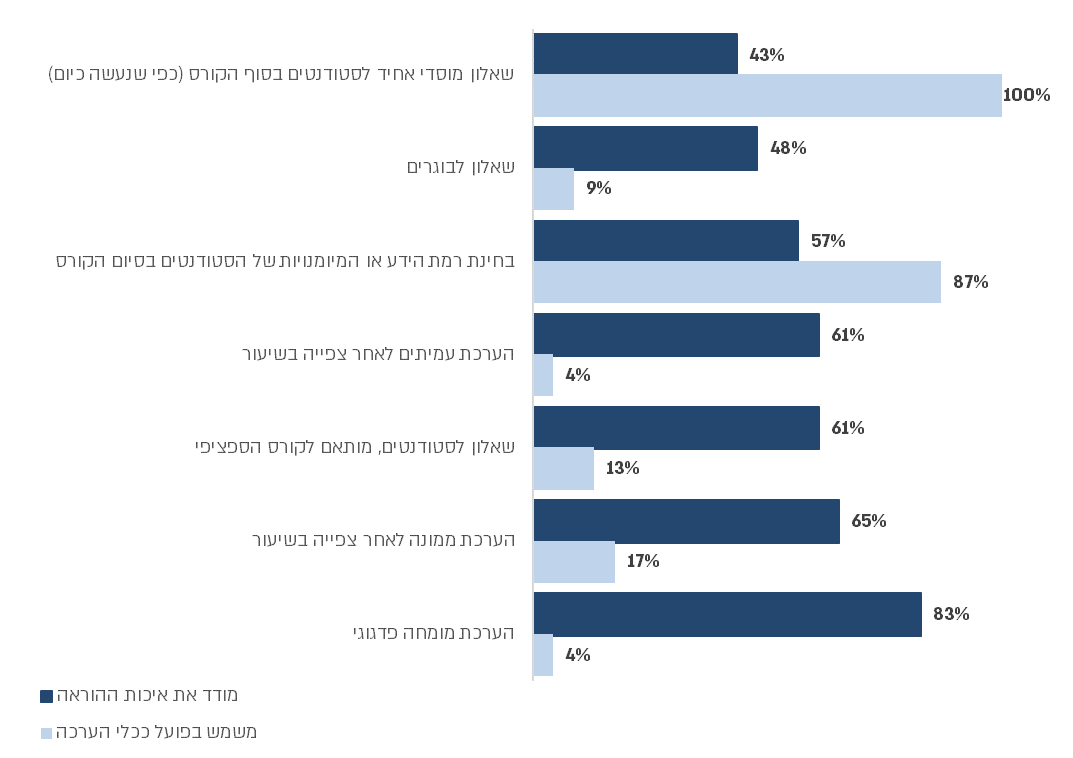 שאלון מוסדי אחיד לסטודנטים בסוף הקורס (כפי שנעשה כיום)
43%
100%
שאלון לבוגרים
48%
9%
בחינת רמת הידע או המיומנויות של הסטודנטים בסיום הקורס
57%
87%
הערכת עמיתים לאחר צפייה בשיעור
61%
4%
שאלון לסטודנטים, מותאם לקורס הספציפי
61%
13%
הערכת ממונה לאחר צפייה בשיעור
65%
17%
הערכת מומחה פדגוגי
83%
4%
מודד את איכות ההוראה
משמש בפועל ככלי הערכה